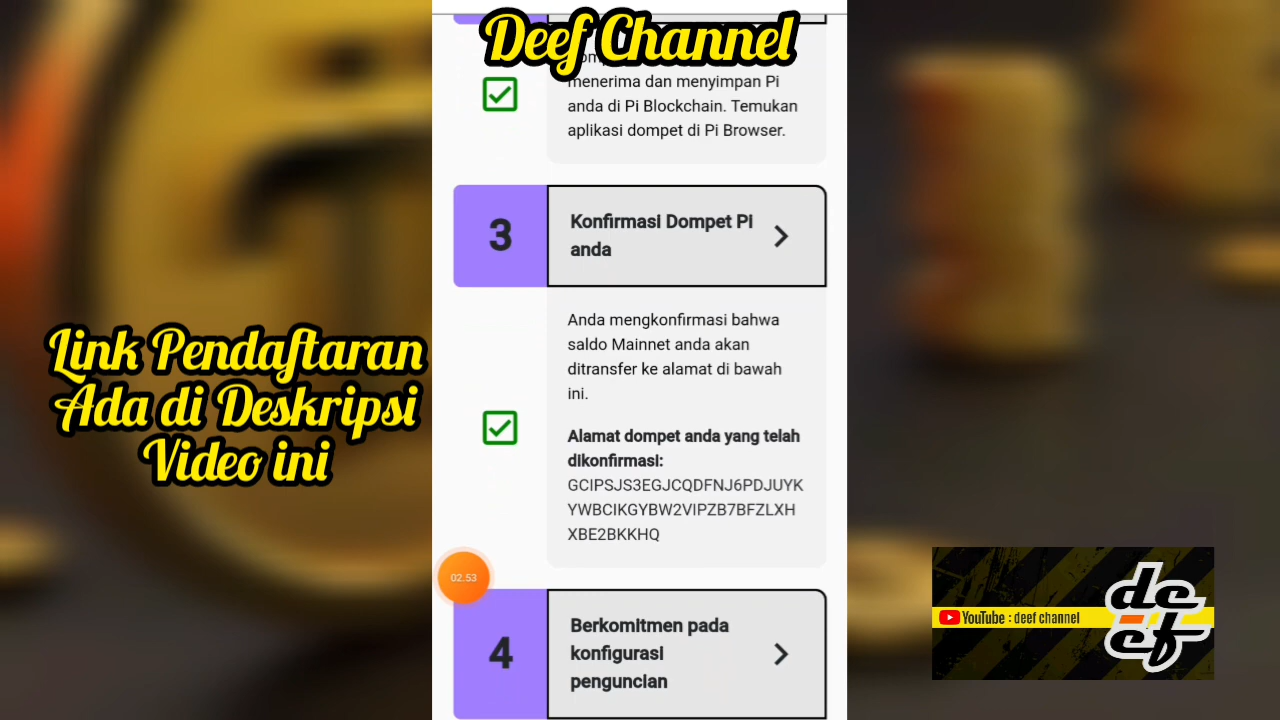 Deef Channel
menerima dan menyimpan Pi
anda di Pi Blockchain. Temukan
aplikasi dompet di Pi Browser.
3
Konfirmasi Dompet Pi
anda
Anda mengkonfirmasi bahwa
saldo Mainnet anda akan
ditransfer ke alamat di bawah
ini.
Alamat dompet anda yang telah
dikonfirmasi:
GCIPSJS3EGJCQDFNJ6PDJUYK
YWBCIKGYBW2VIPZB7BFZLXH
XBE2BKKHQ
02.53
4
Berkomitmen pada
konfigurasi
penguncian
Link Pendaftaran
Ada di Deskripsi
Video ini
YouTube : deef channel
deef